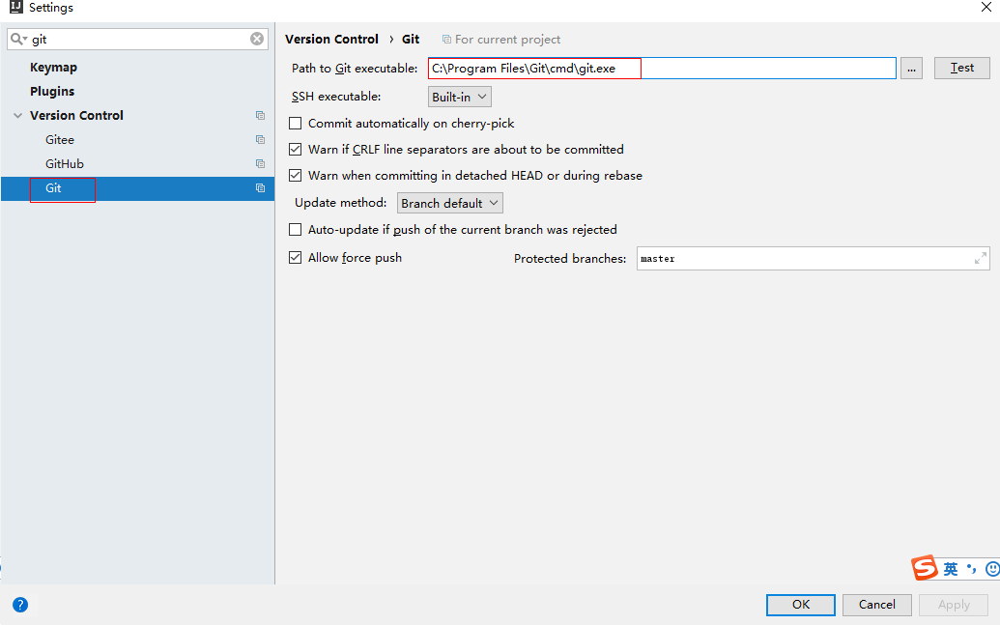 Settings
git
Keymap
Plugins
Version Control
Gitee
GitHub
Git
Version Control › Git For current project
Path to Git executable: C:\Program Files\Git\cmd\git.exe ... Test
SSH executable: Built-in
Commit automatically on cherry-pick
Warn if CRLF line separators are about to be committed
Warn when committing in detached HEAD or during rebase
Update method: Branch default
Auto-update if push of the current branch was rejected
Allow force push Protected branches: master
英
? OK Cancel Apply